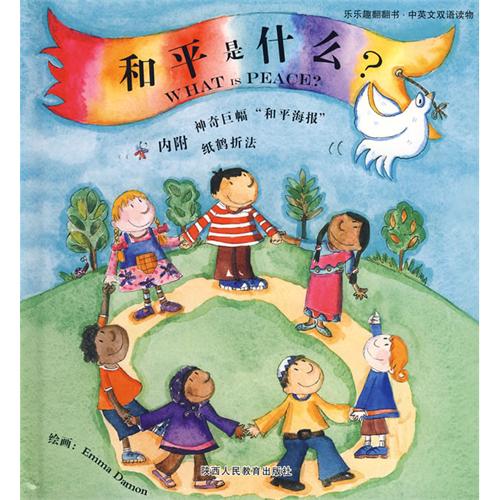 乐乐趣翻翻书·中英文双语读物
和平是什么?
WHAT IS PEACE?
神奇巨幅“和平海报”
内附 纸鹤折法
绘画：Emma Damon
陕西人民教育出版社